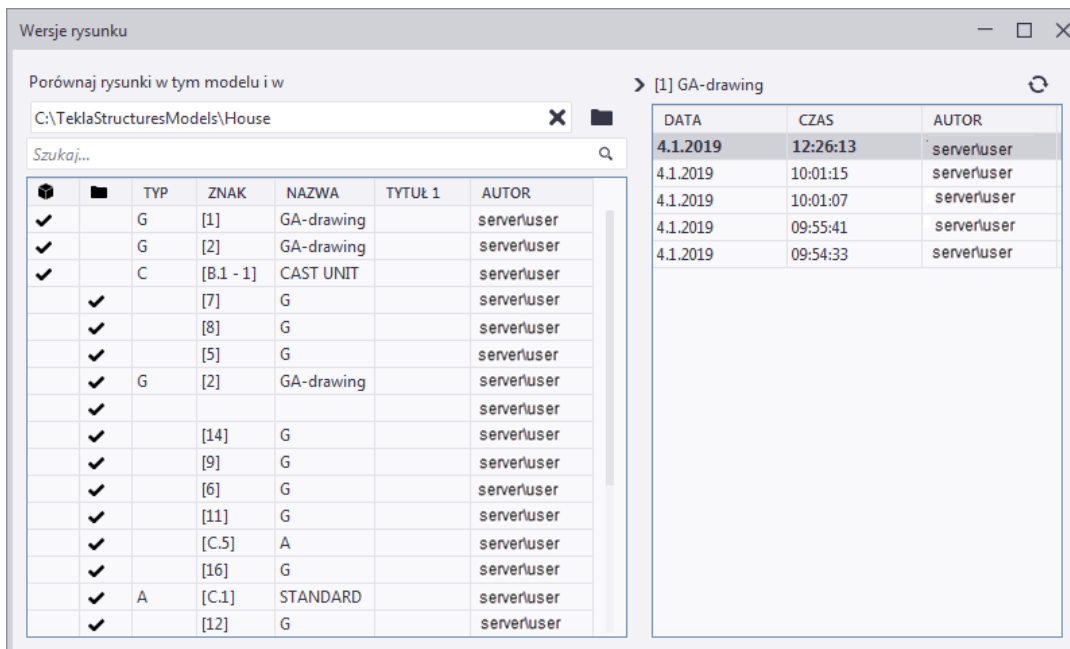 Wersje rysunku
Porównaj rysunki w tym modelu i w
C:\TeklaStructuresModels\House
Szukaj...
TYP ZNAK NAZWA TYTUŁ 1 AUTOR
G [1] GA-drawing server\user
G [2] GA-drawing server\user
C [B.1 - 1] CAST UNIT server\user
[7] G server\user
[8] G server\user
[5] G server\user
G [2] GA-drawing server\user
server\user
[14] G server\user
[9] G server\user
[6] G server\user
[11] G server\user
[C.5] A server\user
[16] G server\user
A [C.1] STANDARD server\user
[12] G server\user
[1] GA-drawing
DATA CZAS AUTOR
4.1.2019 12:26:13 server\user
4.1.2019 10:01:15 server\user
4.1.2019 10:01:07 server\user
4.1.2019 09:55:41 server\user
4.1.2019 09:54:33 server\user